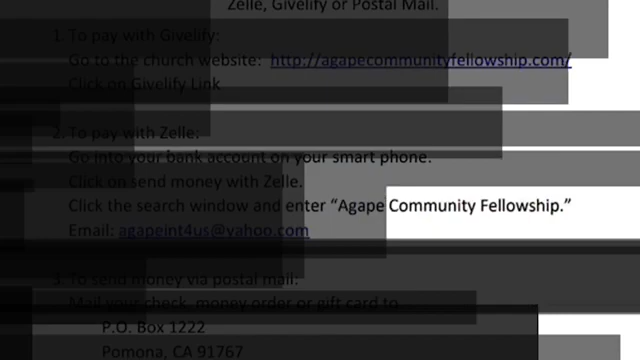 Zelle, Givelify or Postal Mail.
1. To pay with Givelify:
Go to the church website: http://agapecommunityfellowship.com/
Click on Givelify Link
2. To pay with Zelle:
Go into your bank account on your smart phone.
Click on send money with Zelle.
Click the search window and enter “Agape Community Fellowship.”
Email: agapeint4us@yahoo.com
3. To send money via postal mail:
Mail your check, money order or gift card to
P.O. Box 1222
Pomona, CA 91767